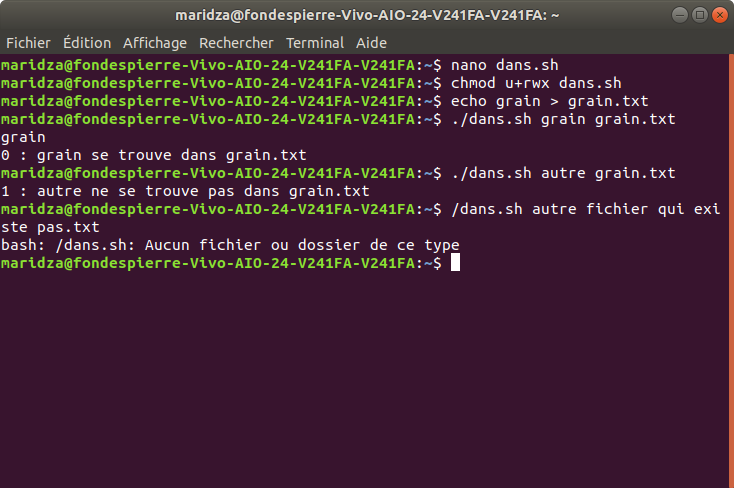 maridza@fondespierre-Vivo-AIO-24-V241FA-V241FA: ~
Fichier Édition Affichage Rechercher Terminal Aide
maridza@fondespierre-Vivo-AIO-24-V241FA-V241FA:~$ nano dans.sh
maridza@fondespierre-Vivo-AIO-24-V241FA-V241FA:~$ chmod u+rwx dans.sh
maridza@fondespierre-Vivo-AIO-24-V241FA-V241FA:~$ echo grain > grain.txt
maridza@fondespierre-Vivo-AIO-24-V241FA-V241FA:~$ ./dans.sh grain grain.txt
grain
0 : grain se trouve dans grain.txt
maridza@fondespierre-Vivo-AIO-24-V241FA-V241FA:~$ ./dans.sh autre grain.txt
1 : autre ne se trouve pas dans grain.txt
maridza@fondespierre-Vivo-AIO-24-V241FA-V241FA:~$ /dans.sh autre fichier qui exi
ste pas.txt
bash: /dans.sh: Aucun fichier ou dossier de ce type
maridza@fondespierre-Vivo-AIO-24-V241FA-V241FA:~$